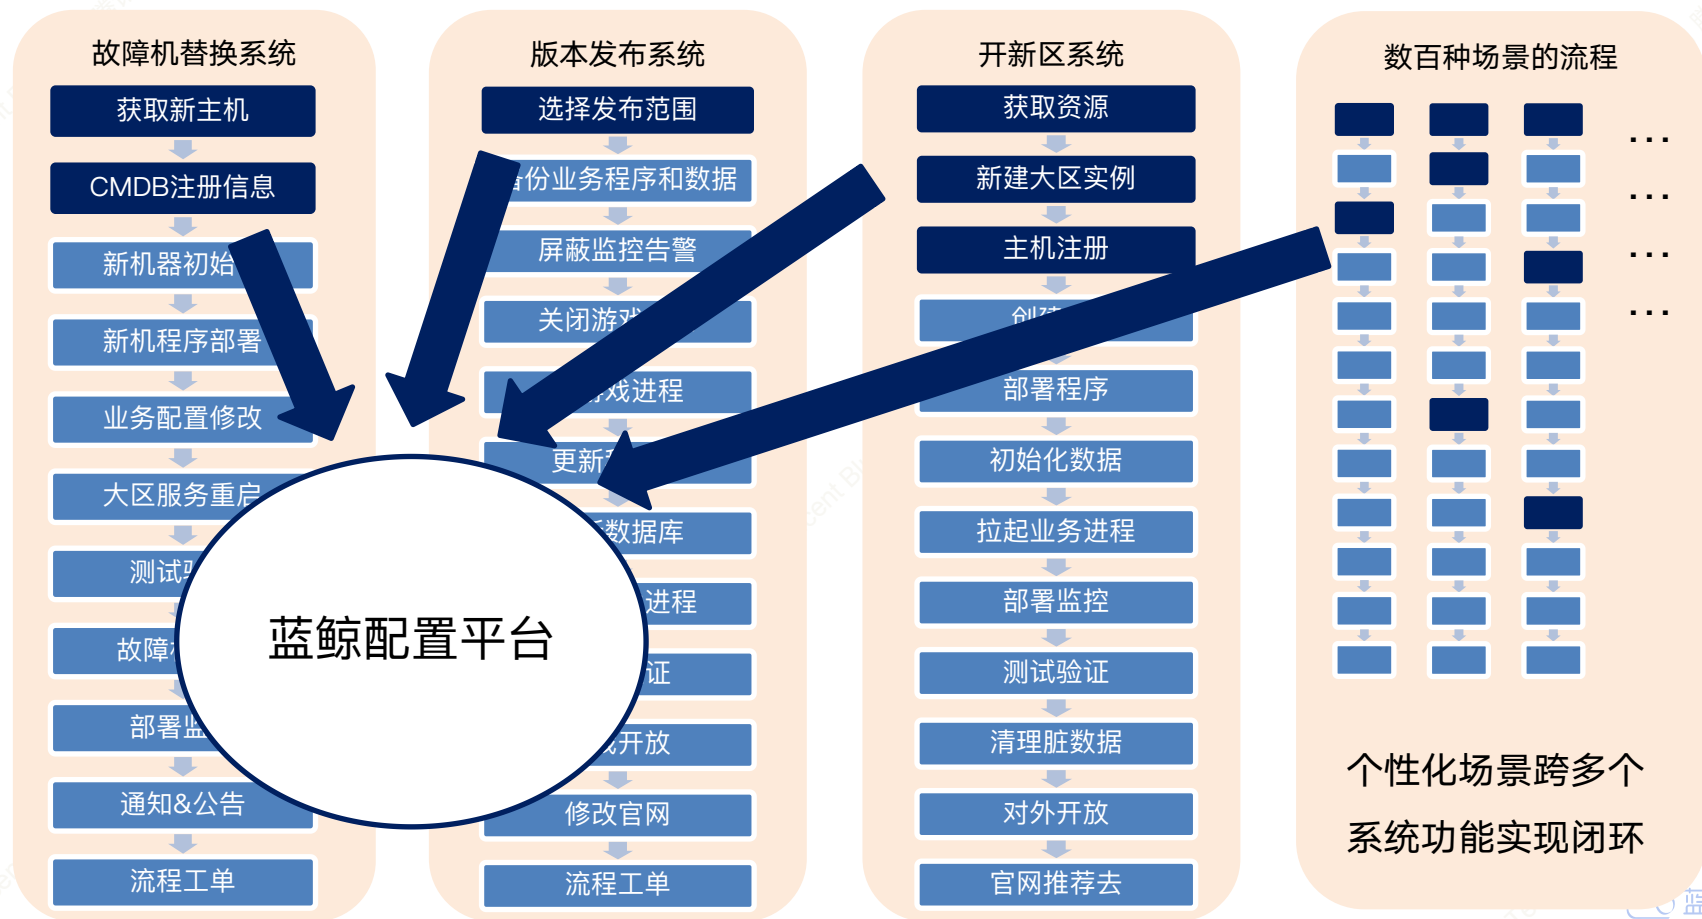 故障机替换系统
获取新主机
CMDB注册信息
新机器初始
新机程序部署
业务配置修改
大区服务重启
测试
故障
部署监
通知&公告
流程工单
版本发布系统
选择发布范围
份业务程序和数据
屏蔽监控告警
关闭游戏
戏进程
更新
数据库
进程
证
开放
修改官网
流程工单
开新区系统
获取资源
新建大区实例
主机注册
创建
部署程序
初始化数据
拉起业务进程
部署监控
测试验证
清理脏数据
对外开放
官网推荐去
数百种场景的流程
...
...
...
...
个性化场景跨多个
系统功能实现闭环
蓝鲸配置平台
蓝